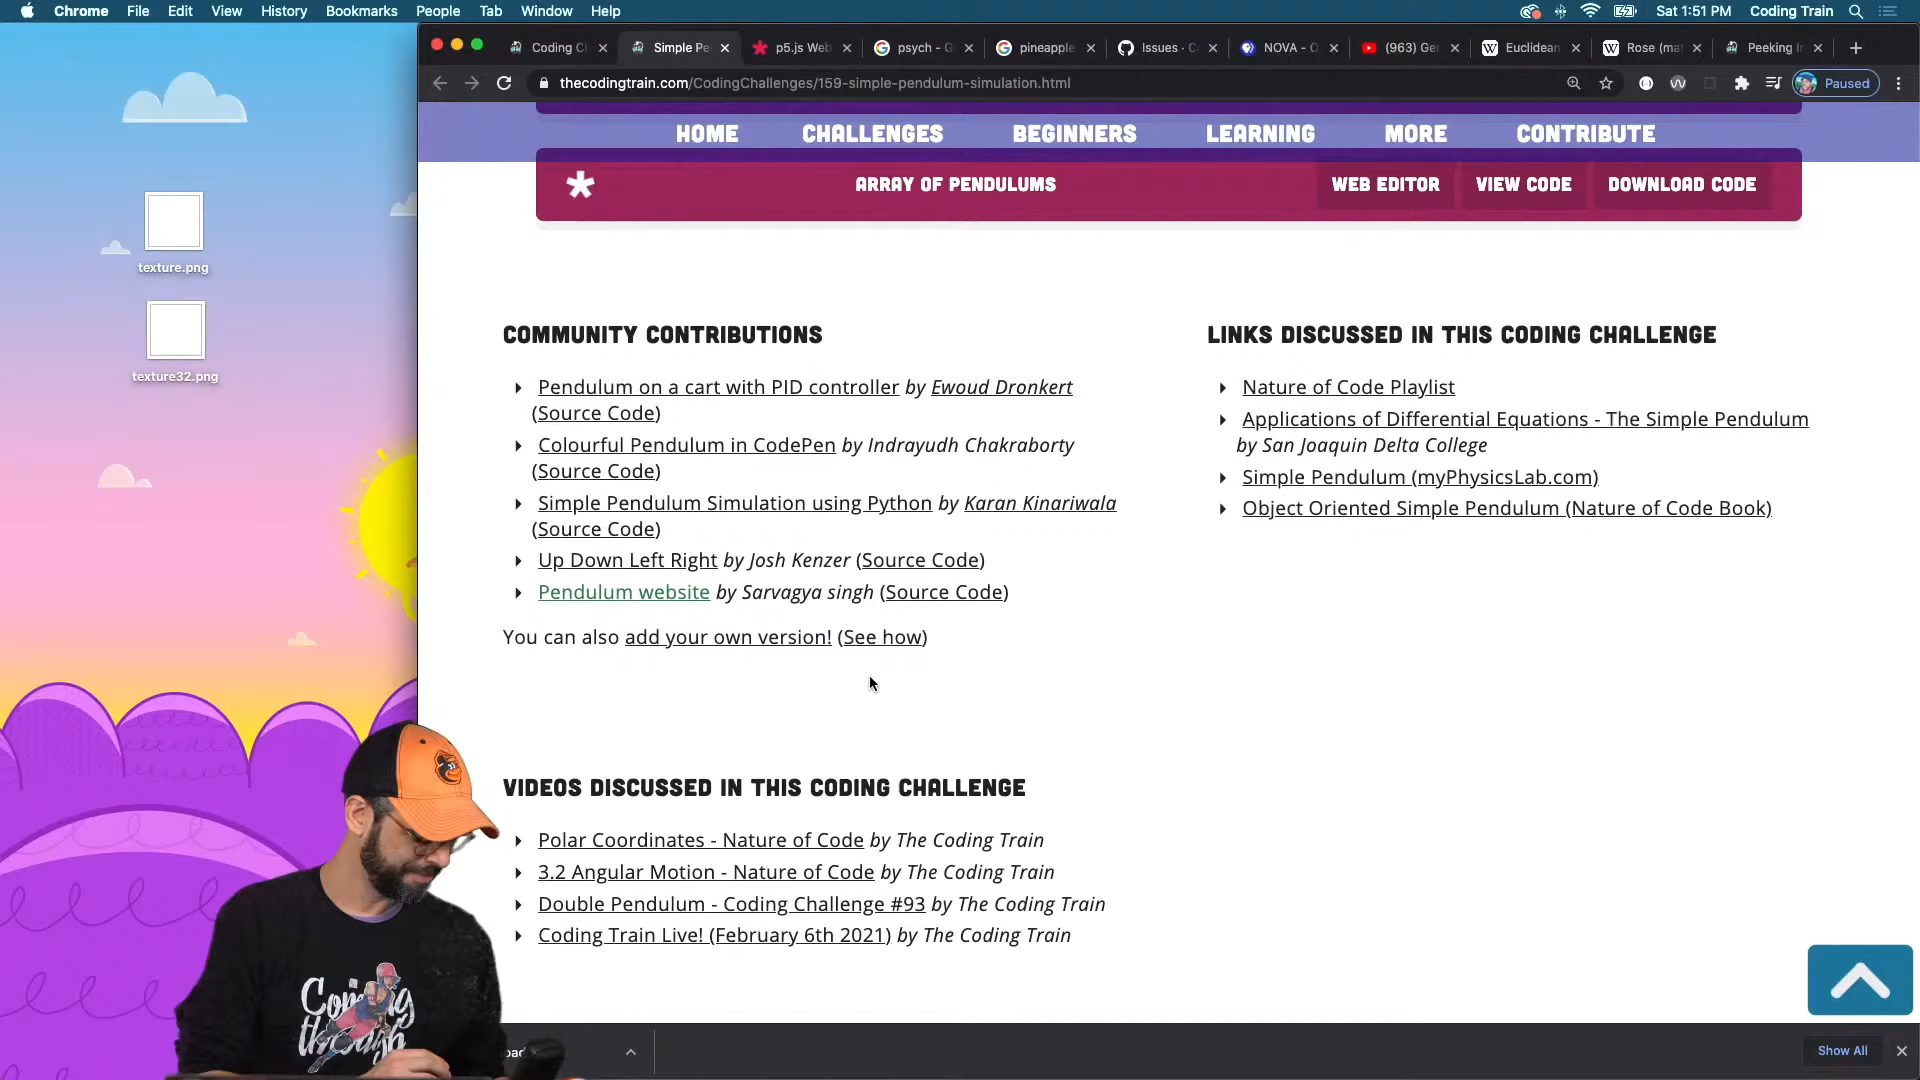 Chrome File Edit View History Bookmarks People Tab Window Help Sat 1:51 PM Coding Train
Coding C Simple Pe p5.js Web psych - G pineapple Issues · C NOVA - O (963) Ge Euclidean Rose (ma Peeking I
thecodingtrain.com/CodingChallenges/159-simple-pendulum-simulation.html Paused
HOME CHALLENGES BEGINNERS LEARNING MORE CONTRIBUTE
* ARRAY OF PENDULUMS WEB EDITOR VIEW CODE DOWNLOAD CODE
texture.png
texture32.png
COMMUNITY CONTRIBUTIONS
Pendulum on a cart with PID controller by Ewoud Dronkert
(Source Code)
Colourful Pendulum in CodePen by Indrayudh Chakraborty
(Source Code)
Simple Pendulum Simulation using Python by Karan Kinariwala
(Source Code)
Up Down Left Right by Josh Kenzer (Source Code)
Pendulum website by Sarvagya singh (Source Code)
You can also add your own version! (See how)
LINKS DISCUSSED IN THIS CODING CHALLENGE
Nature of Code Playlist
Applications of Differential Equations - The Simple Pendulum
by San Joaquin Delta College
Simple Pendulum (myPhysicsLab.com)
Object Oriented Simple Pendulum (Nature of Code Book)
VIDEOS DISCUSSED IN THIS CODING CHALLENGE
Polar Coordinates - Nature of Code by The Coding Train
3.2 Angular Motion - Nature of Code by The Coding Train
Double Pendulum - Coding Challenge #93 by The Coding Train
Coding Train Live! (February 6th 2021) by The Coding Train
through
Show All